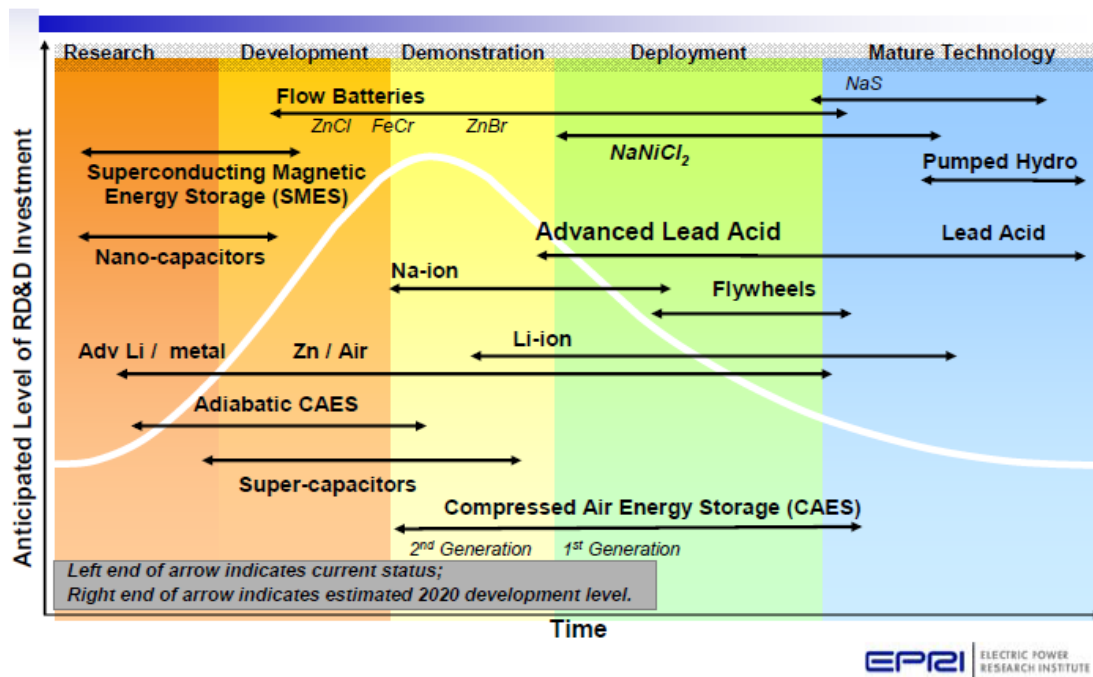 Research Development Demonstration Deployment Mature Technology
NaS
Flow Batteries
ZnCl FeCr ZnBr
NaNiCl2
Pumped Hydro
Superconducting Magnetic
Energy Storage (SMES)
Advanced Lead Acid Lead Acid
Nano-capacitors
Na-ion
Flywheels
Li-ion
Adv Li / metal Zn / Air
Adiabatic CAES
Super-capacitors
Compressed Air Energy Storage (CAES)
2nd Generation 1st Generation
Left end of arrow indicates current status;
Right end of arrow indicates estimated 2020 development level.
Anticipated Level of RD&D Investment
Time
EPRI ELECTRIC POWER
RESEARCH INSTITUTE